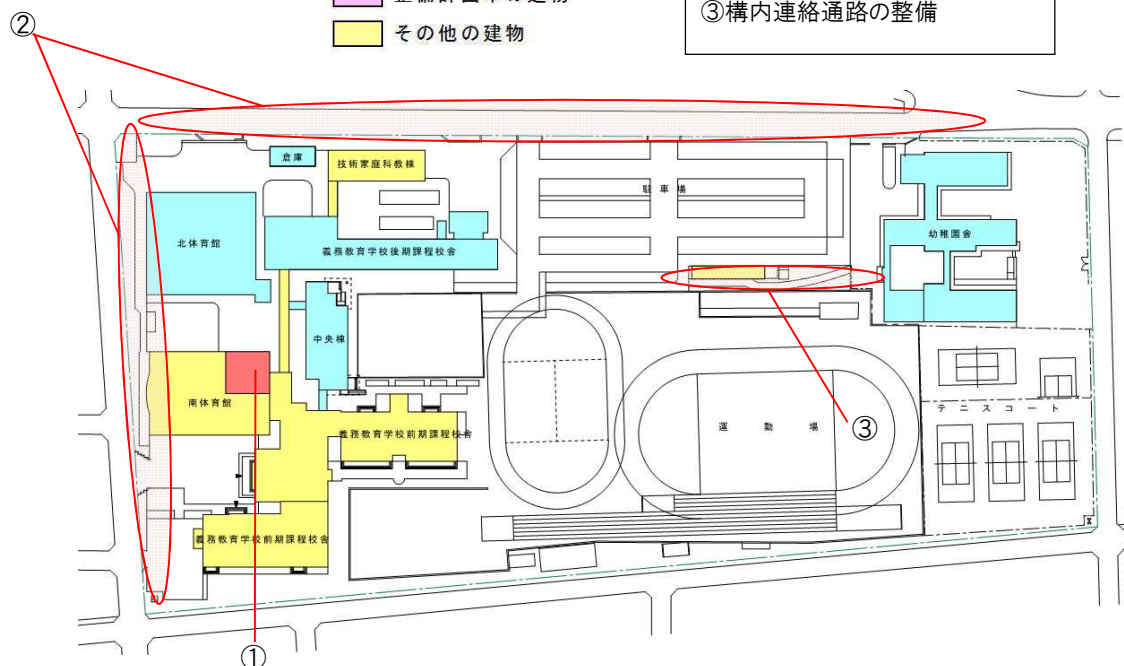 ②
その他の建物
③構内連絡通路の整備
倉庫
技術家庭科教棟
駐車場
北体育館
義務教育学校後期課程校舎
幼稚園舎
中央棟
南体育館
義務教育学校前期課程校舎
運動場
③
テニスコート
義務教育学校前期課程校舎
①